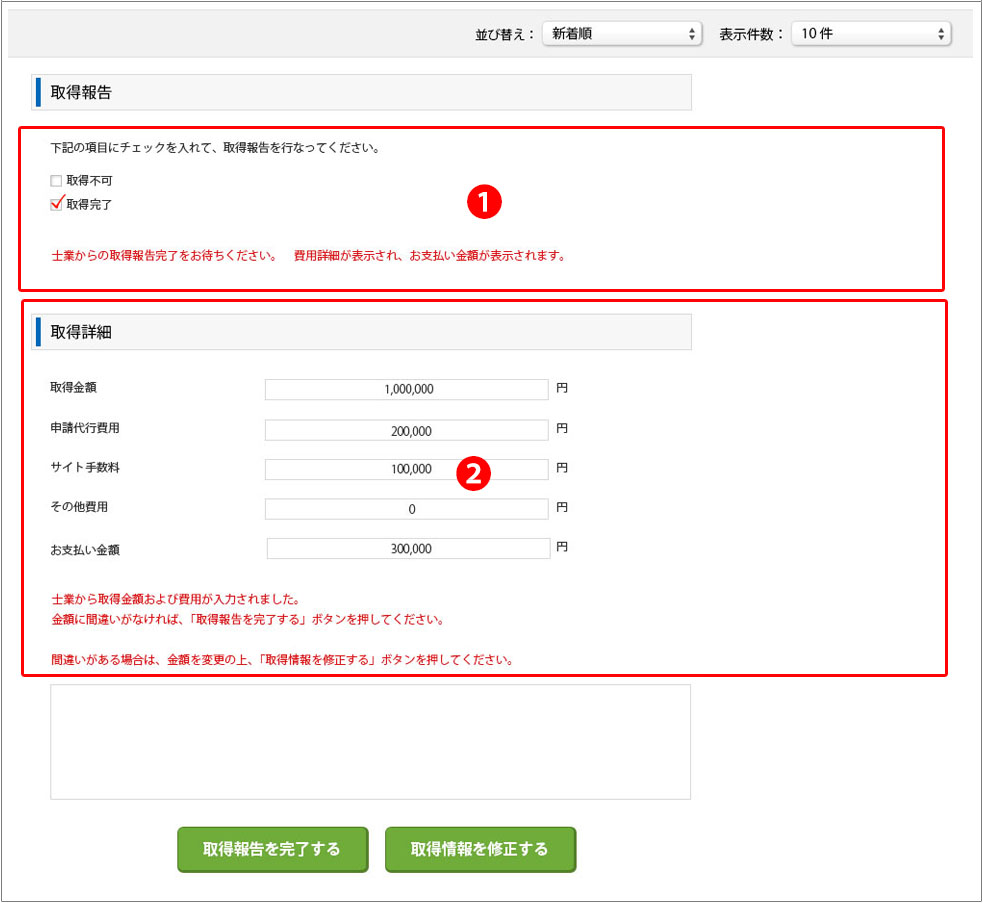 並び替え： 新着順 表示件数： 10 件
取得報告
下記の項目にチェックを入れて、取得報告を行なってください。
取得不可
取得完了
1
士業からの取得報告完了をお待ちください。　費用詳細が表示され、お支払い金額が表示されます。
取得詳細
取得金額 1,000,000 円
申請代行費用 200,000 円
サイト手数料 100,000 円
2
その他費用 0 円
お支払い金額 300,000 円
士業から取得金額および費用が入力されました。
金額に間違いがなければ、「取得報告を完了する」ボタンを押してください。
間違いがある場合は、金額を変更の上、「取得情報を修正する」ボタンを押してください。
取得報告を完了する 取得情報を修正する